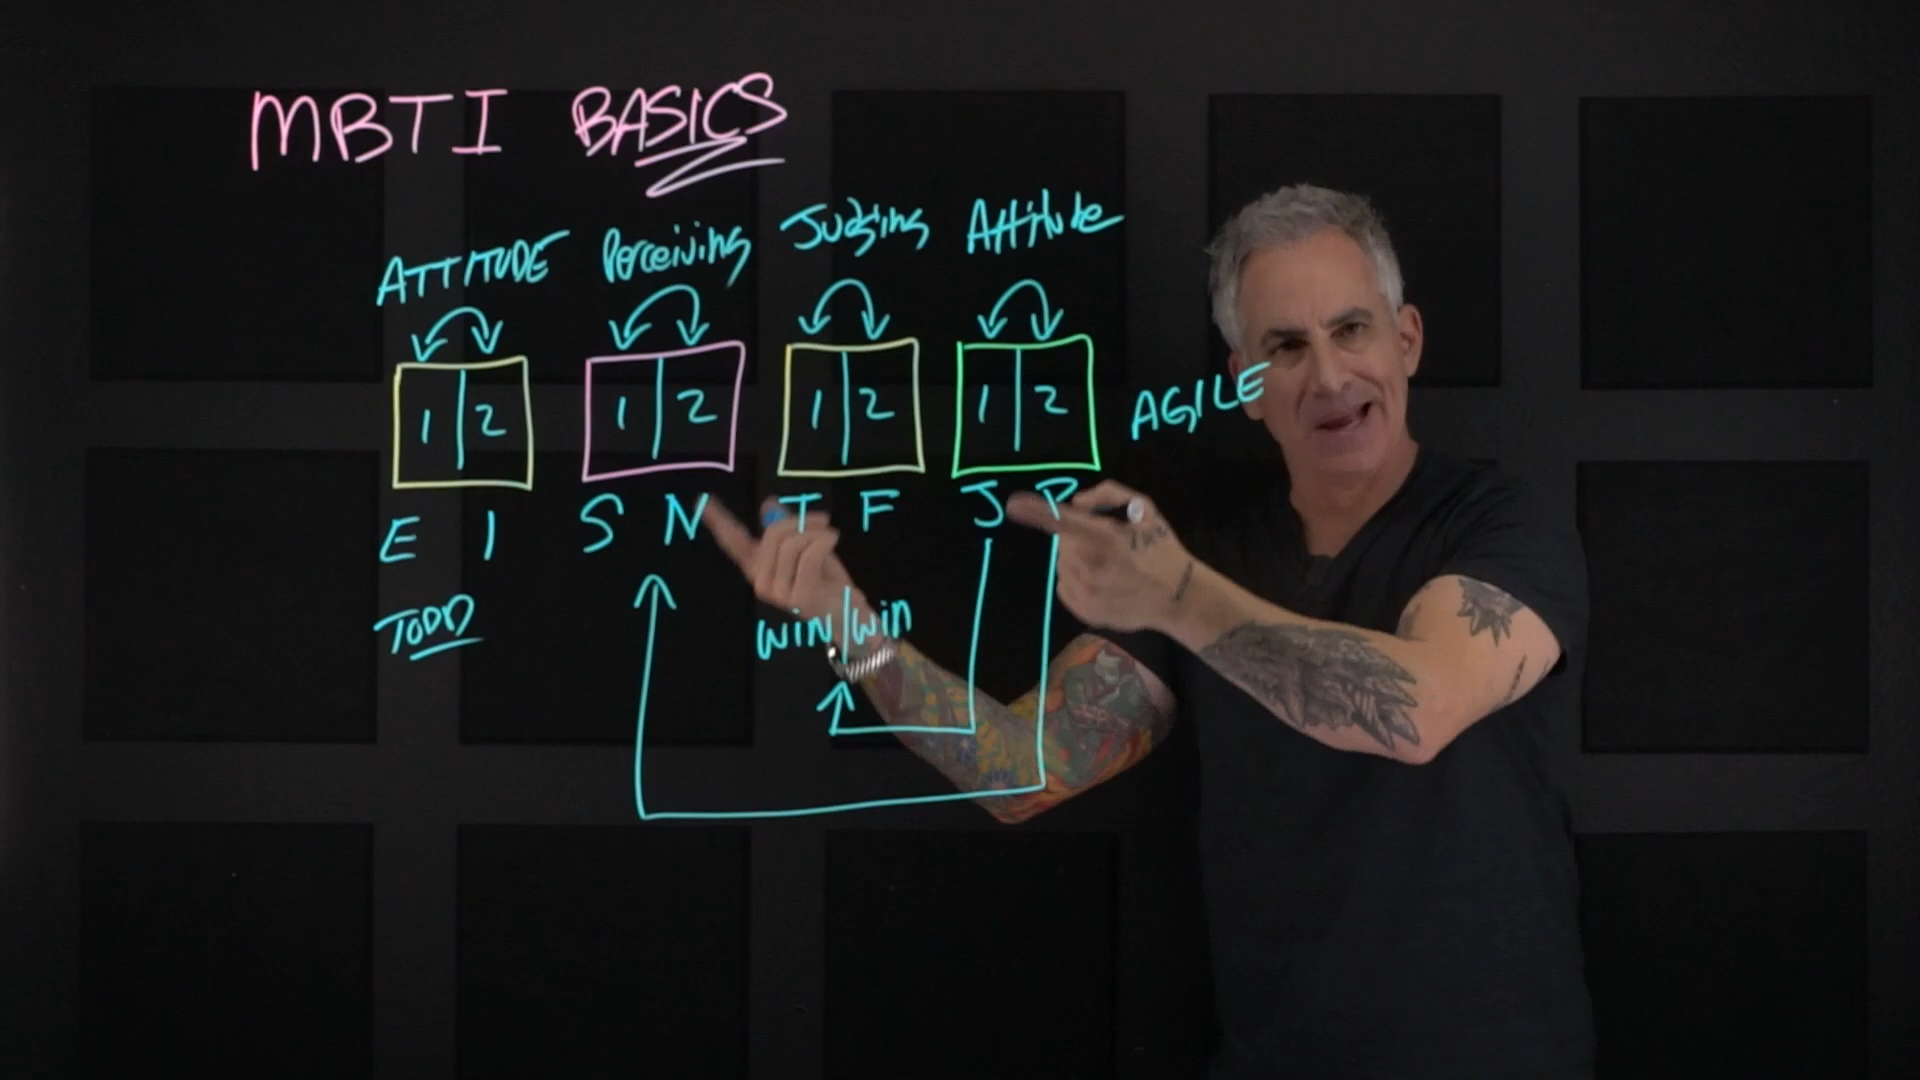 MBTI BASICS
ATTITUDE Perceiving Judging Attitude
1 2 1 2 1 2 1 2 AGILE
E I S N T F J P
TODD
win/win